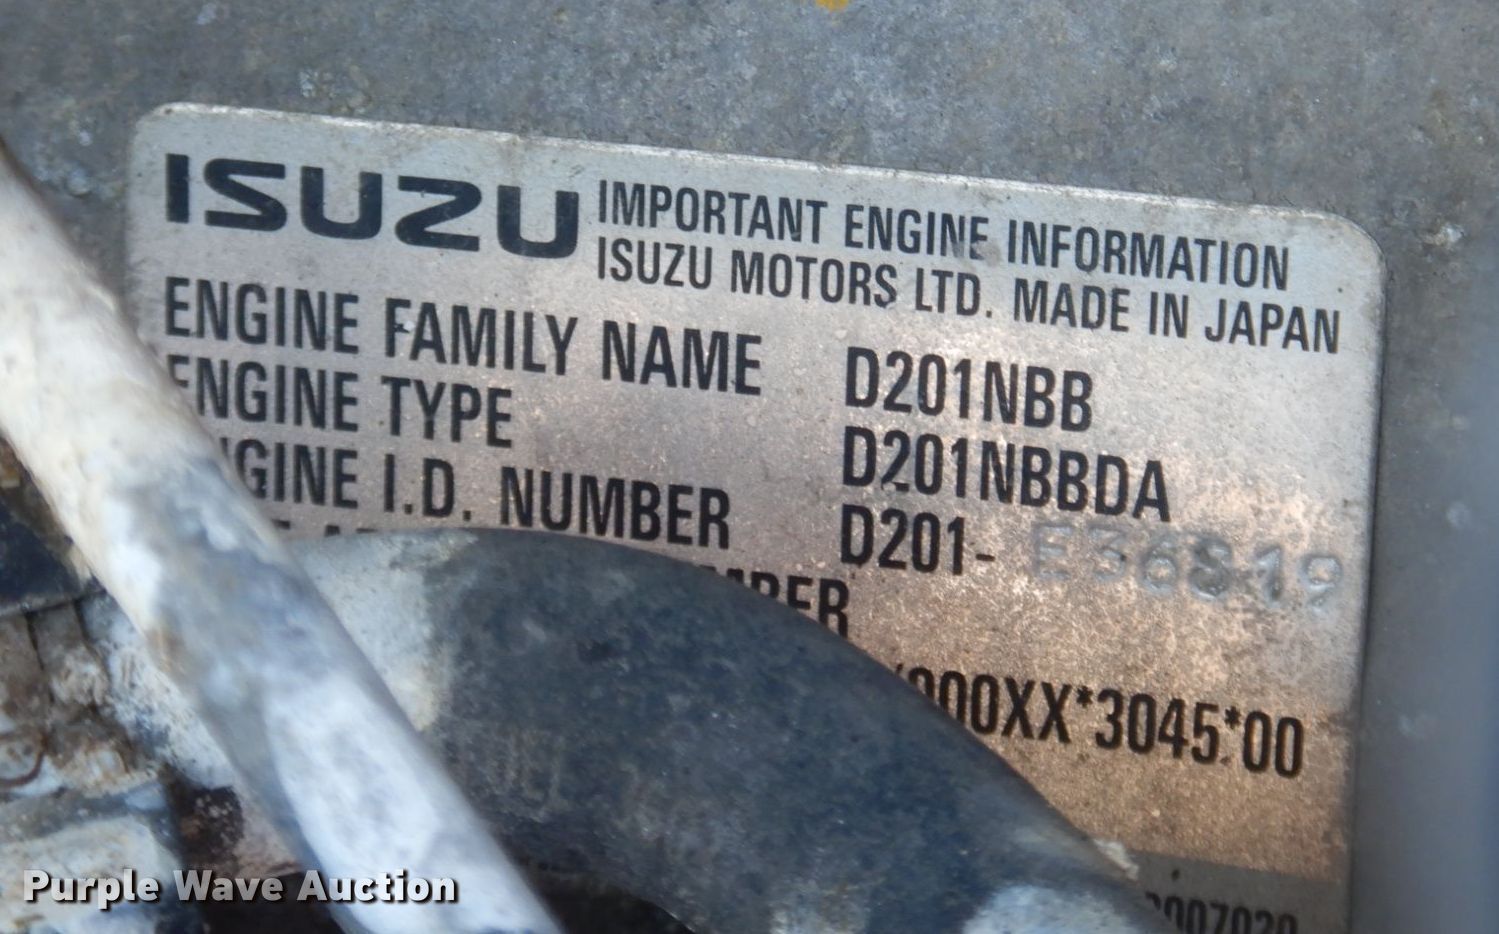 ISUZU IMPORTANT ENGINE INFORMATION
ISUZU MOTORS LTD. MADE IN JAPAN
ENGINE FAMILY NAME D201NBB
ENGINE TYPE D201NBBDA
ENGINE I.D. NUMBER D201- E36819
000XX*3045*00
Purple Wave Auction